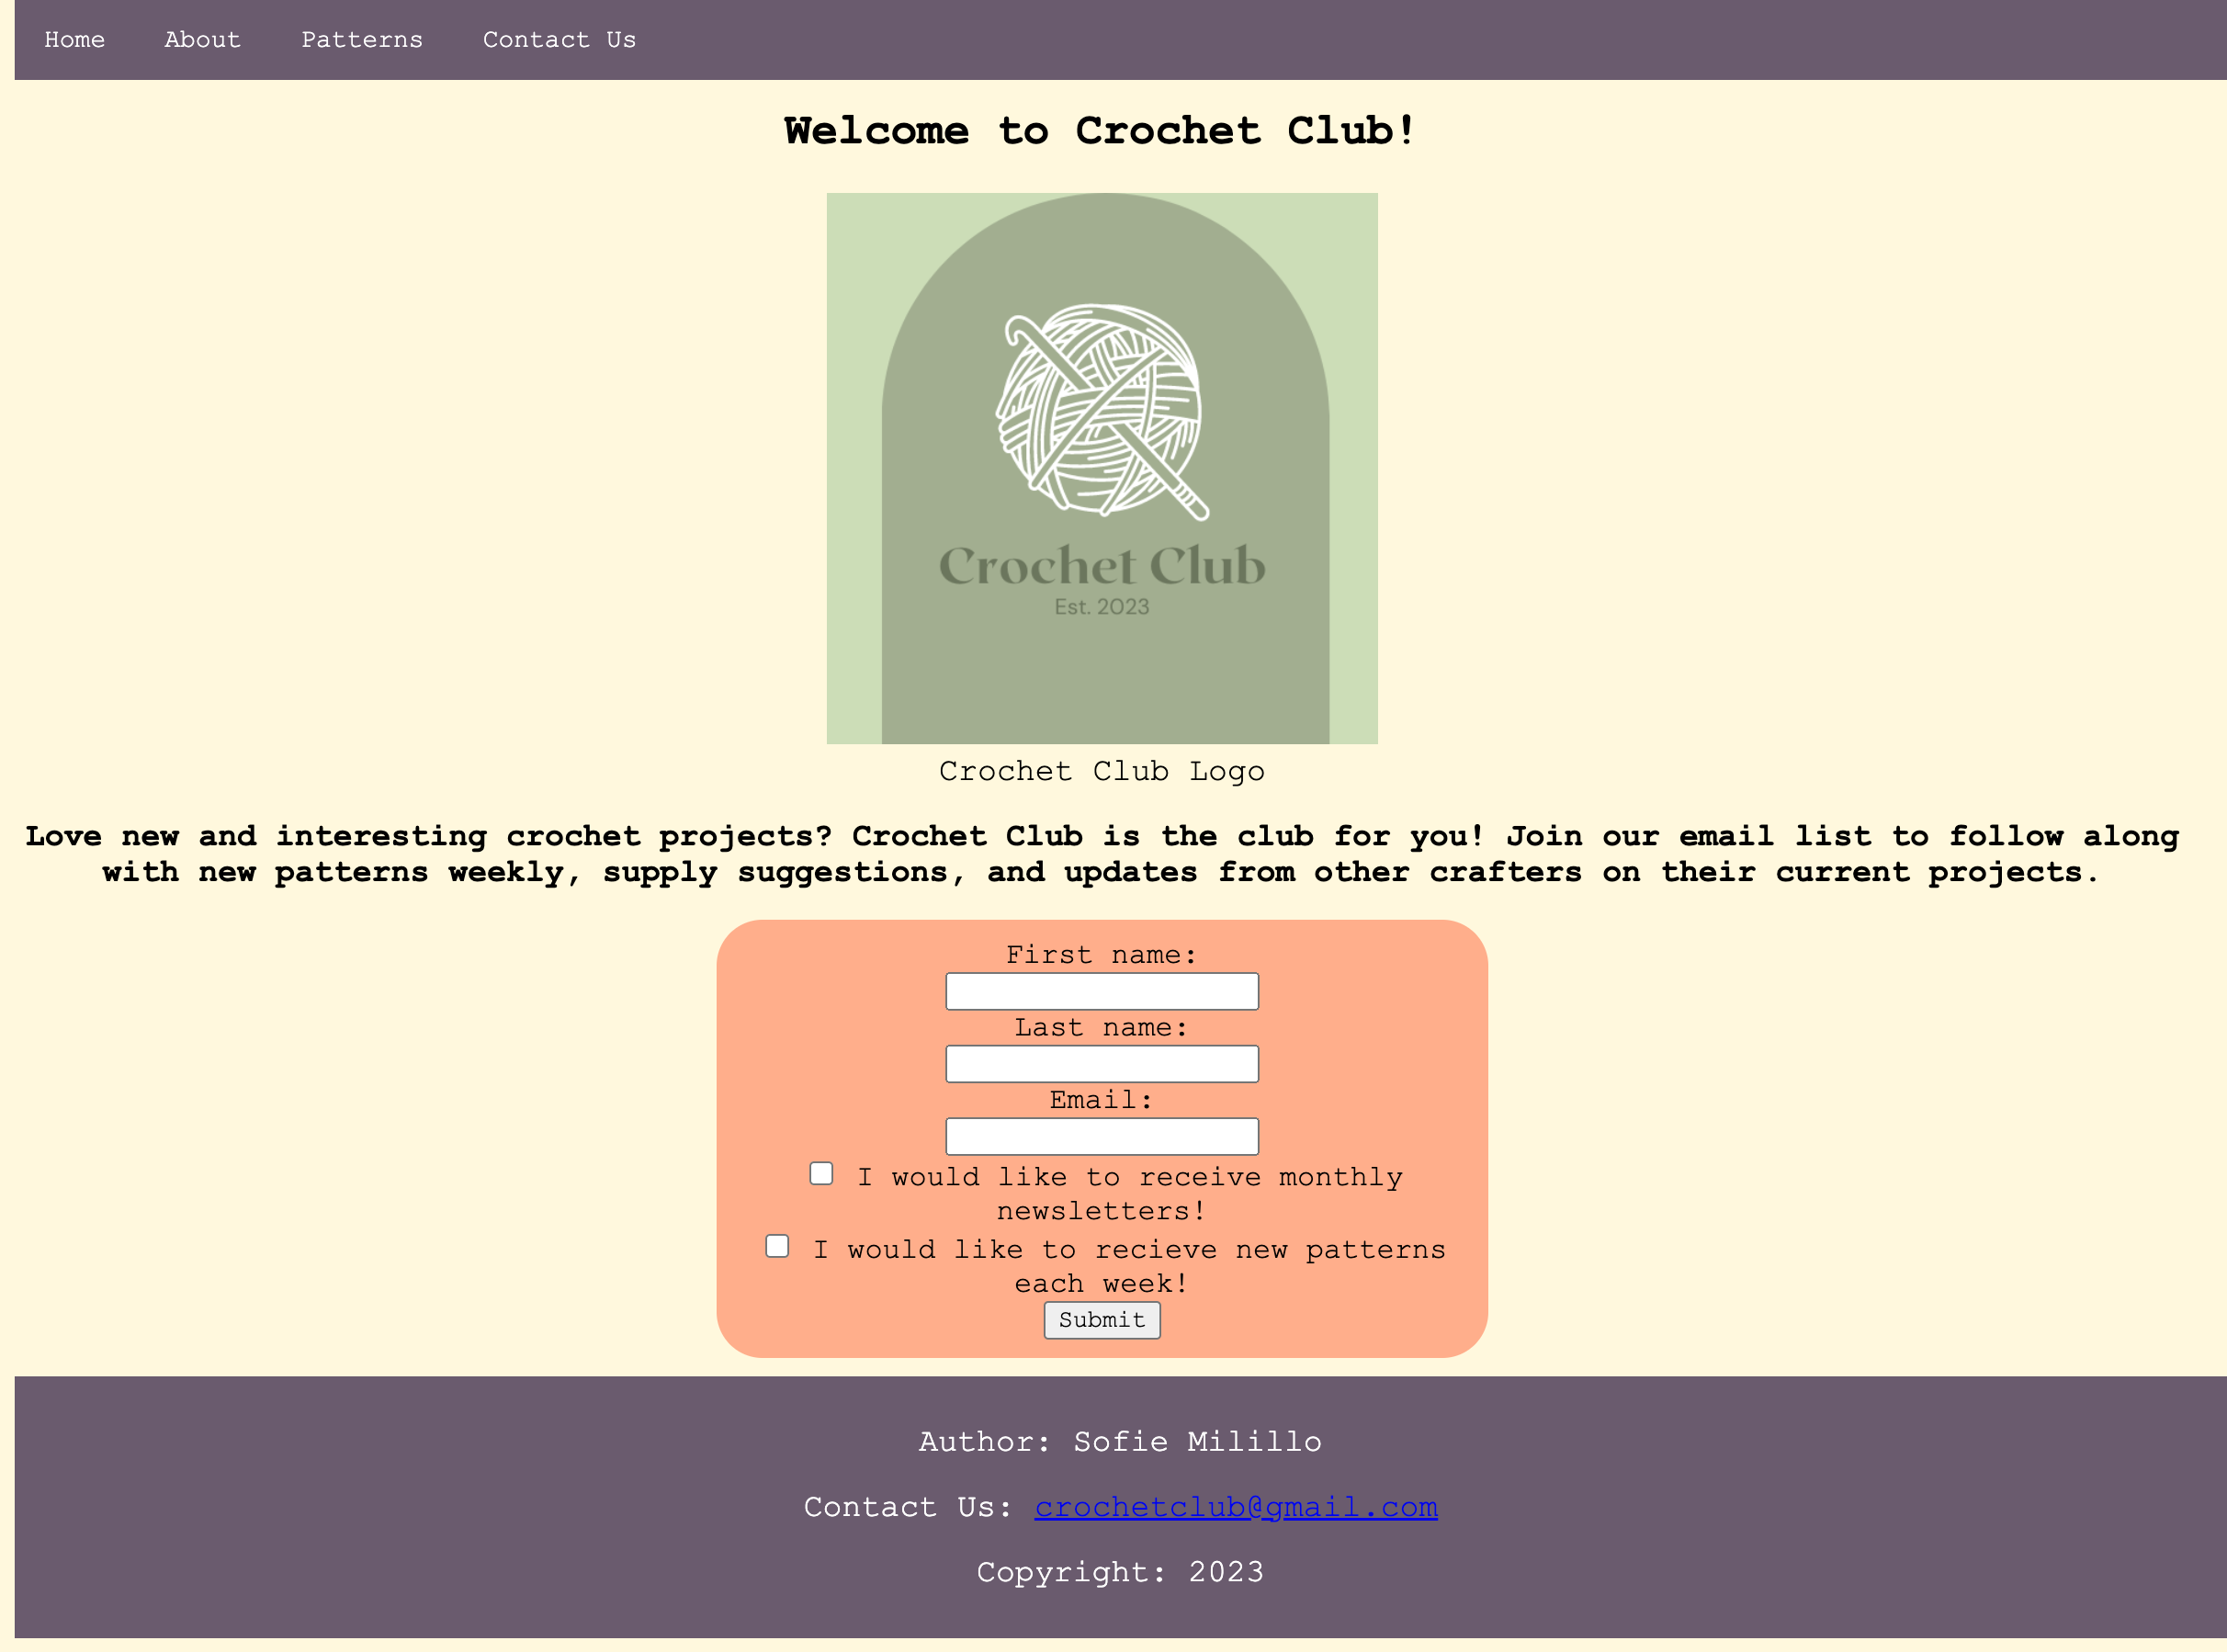 Home About Patterns Contact Us
Welcome to Crochet Club!
Crochet Club
Est. 2023
Crochet Club Logo
Love new and interesting crochet projects? Crochet Club is the club for you! Join our email list to follow along
with new patterns weekly, supply suggestions, and updates from other crafters on their current projects.
First name:
Last name:
Email:
I would like to receive monthly
newsletters!
I would like to recieve new patterns
each week!
Submit
Author: Sofie Milillo
Contact Us: crochetclub@gmail.com
Copyright: 2023